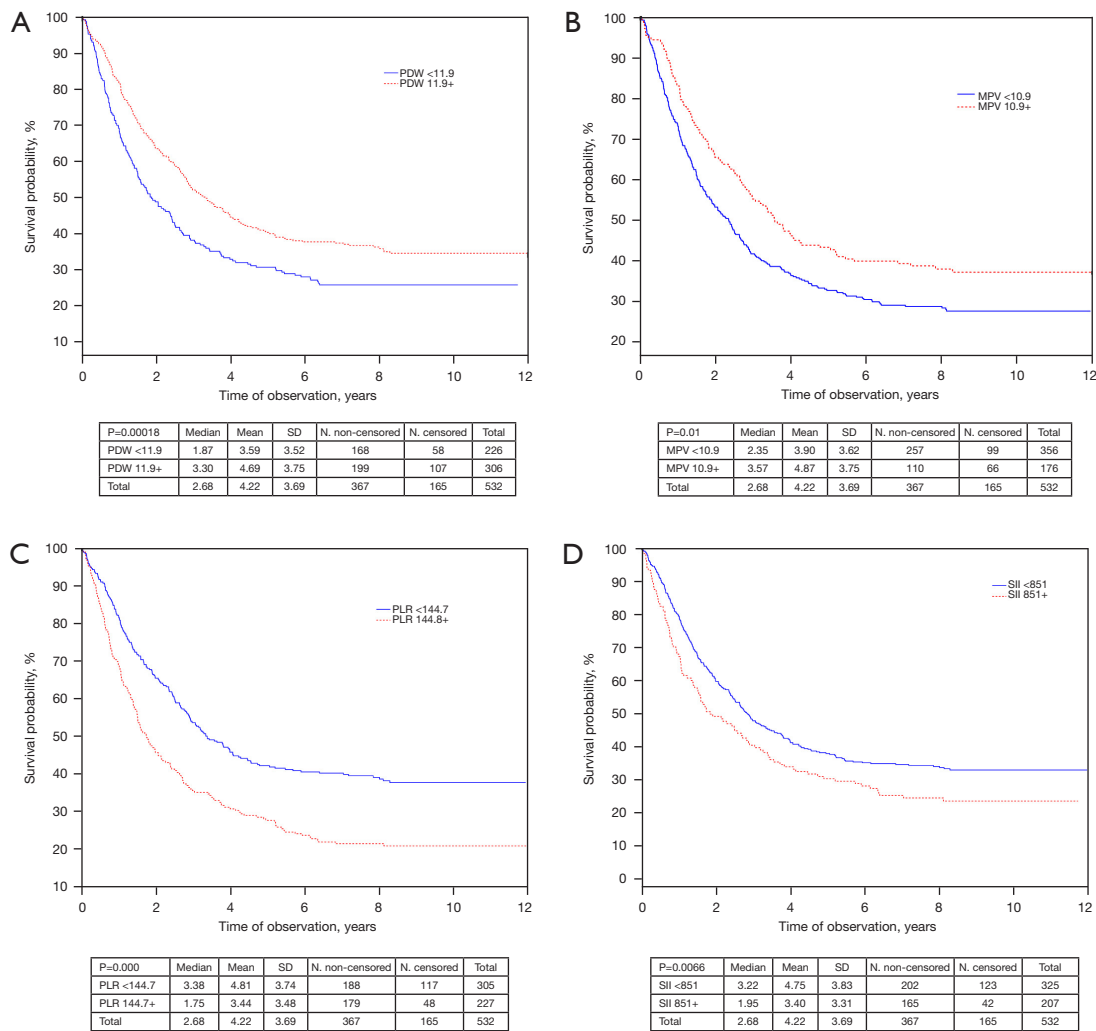 A
100
90
80
70
60
50
40
30
20
10
Survival probability, %
PDW <11.9
PDW 11.9+
0 2 4 6 8 10 12
Time of observation, years
P=0.00018 Median Mean SD N. non-censored N. censored Total
PDW <11.9 1.87 3.59 3.52 168 58 226
PDW 11.9+ 3.30 4.69 3.75 199 107 306
Total 2.68 4.22 3.69 367 165 532
B
100
90
80
70
60
50
40
30
20
Survival probability, %
MPV <10.9
MPV 10.9+
0 2 4 6 8 10 12
Time of observation, years
P=0.01 Median Mean SD N. non-censored N. censored Total
MPV <10.9 2.35 3.90 3.62 257 99 356
MPV 10.9+ 3.57 4.87 3.75 110 66 176
Total 2.68 4.22 3.69 367 165 532
C
100
90
80
70
60
50
40
30
20
10
Survival probability, %
PLR <144.7
PLR 144.8+
0 2 4 6 8 10 12
Time of observation, years
P=0.000 Median Mean SD N. non-censored N. censored Total
PLR <144.7 3.38 4.81 3.74 188 117 305
PLR 144.7+ 1.75 3.44 3.48 179 48 227
Total 2.68 4.22 3.69 367 165 532
D
100
90
80
70
60
50
40
30
20
10
0
Survival probability, %
SII <851
SII 851+
0 2 4 6 8 10 12
Time of observation, years
P=0.0066 Median Mean SD N. non-censored N. censored Total
SII <851 3.22 4.75 3.83 202 123 325
SII 851+ 1.95 3.40 3.31 165 42 207
Total 2.68 4.22 3.69 367 165 532